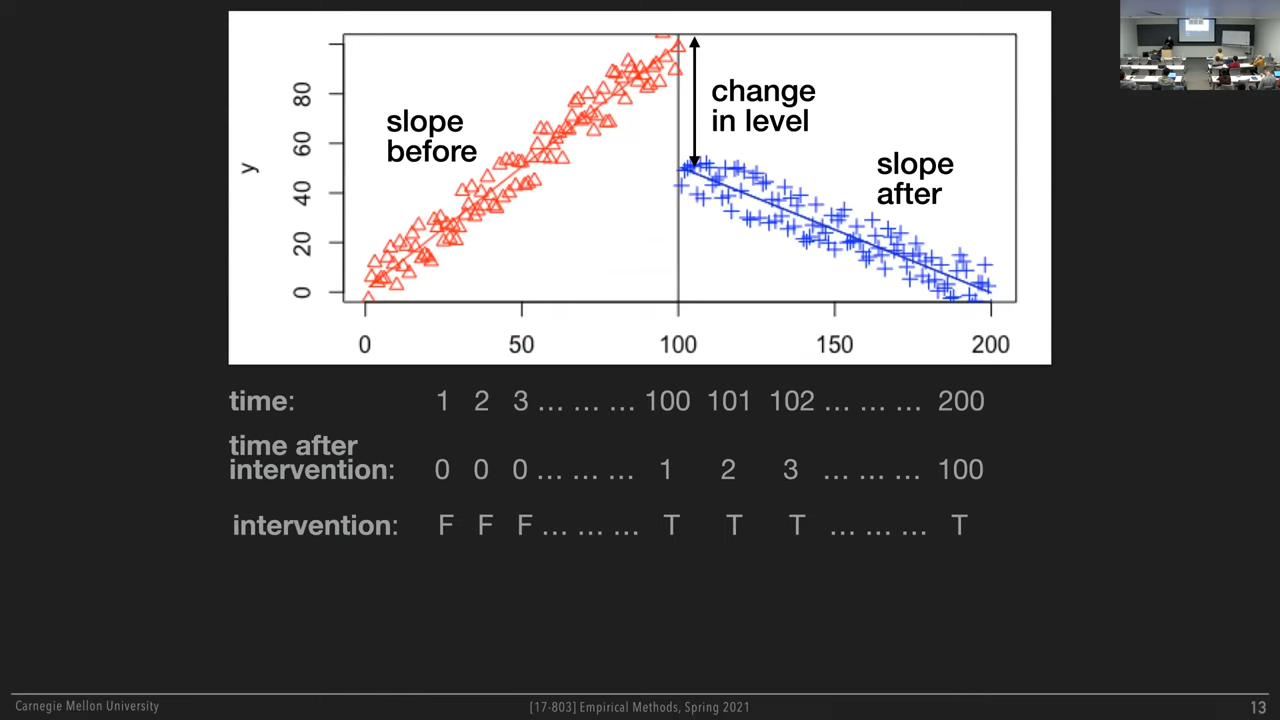 80
60
40
20
0
y
slope
before
change
in level
slope
after
0 50 100 150 200
time: 1 2 3 … … … 100 101 102 … … … 200
time after
intervention: 0 0 0 … … … 1 2 3 … … … 100
intervention: F F F … … … T T T … … … T
Carnegie Mellon University [17-803] Empirical Methods, Spring 2021 13